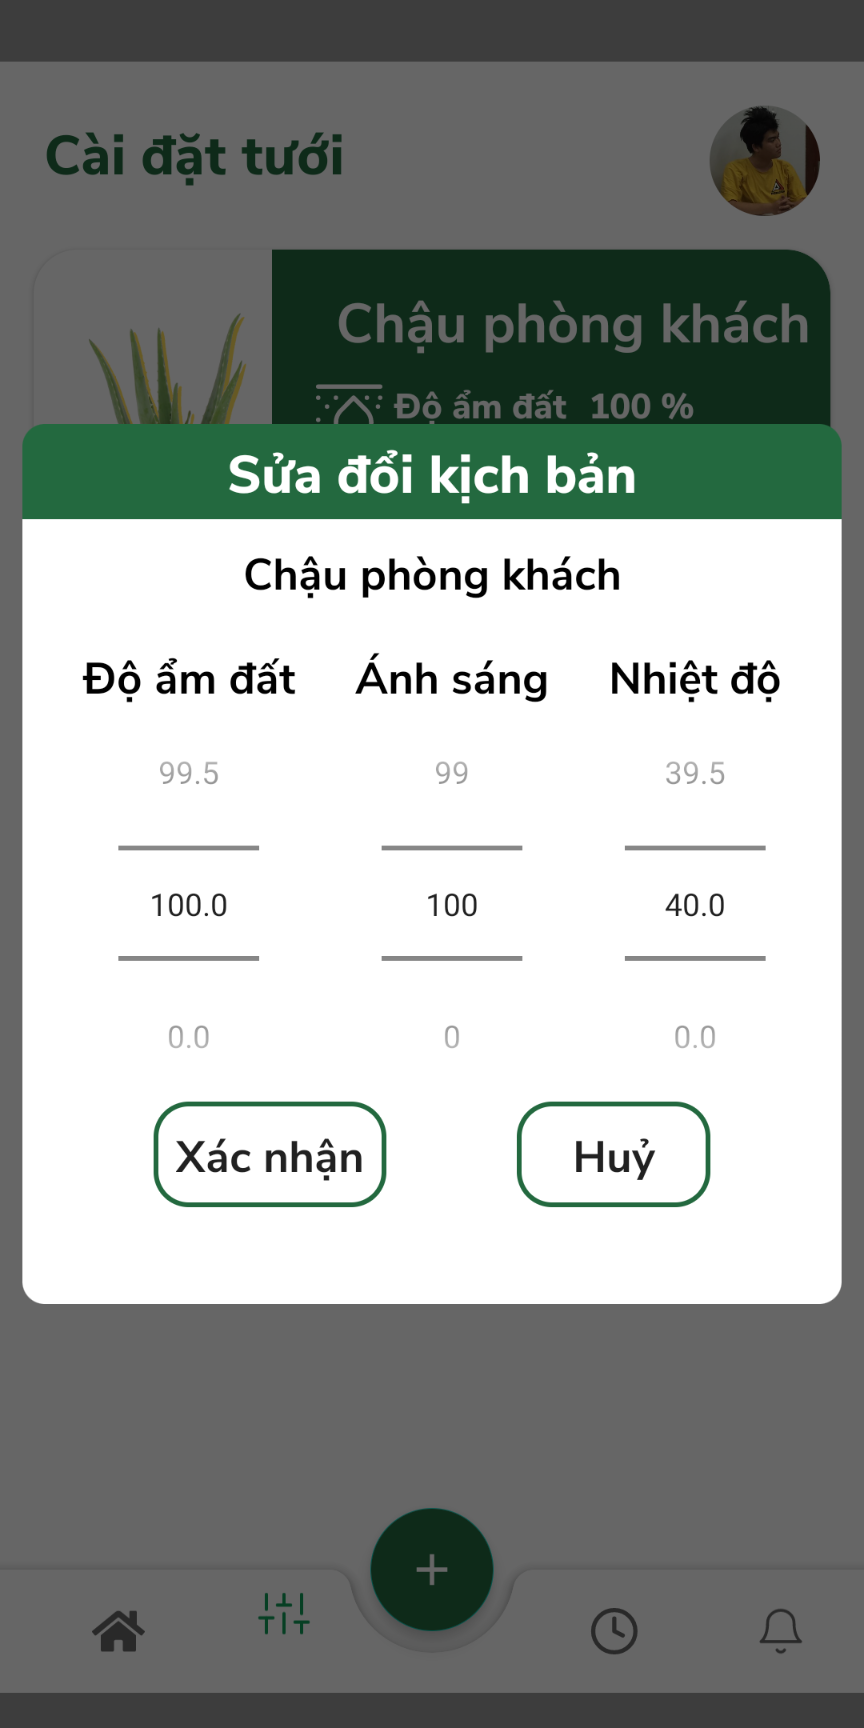 Cài đặt tưới
Chậu phòng khách
Độ ẩm đất 100 %
Sửa đổi kịch bản
Chậu phòng khách
Độ ẩm đất Ánh sáng Nhiệt độ
99.5 99 39.5
100.0 100 40.0
0.0 0 0.0
Xác nhận Huỷ